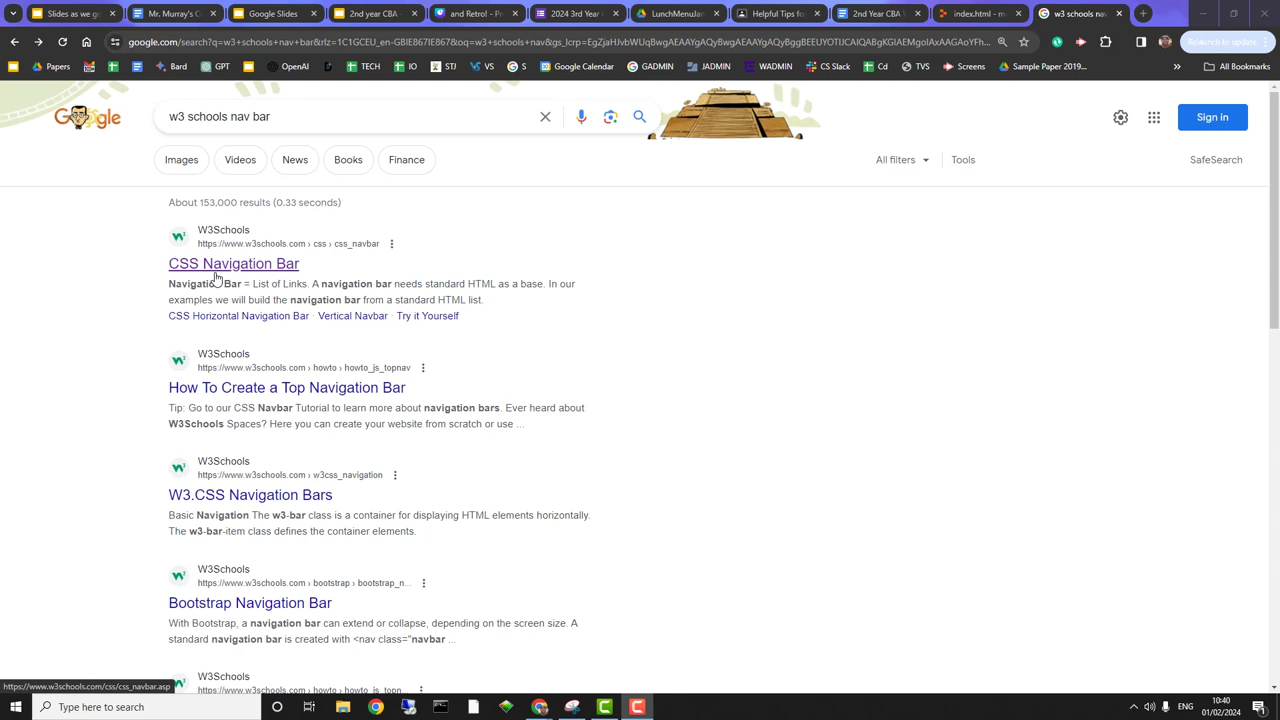 Slides as we go
Mr. Murray's C
Retro
2nd year CBA -
and Retro! – P
2024 3rd Year
LunchMenuJan
Helpful Tips fo
2nd Year CBA
index.html - m
w3 schools nav
google.com/search?q=w3+schools+nav+bar&rlz=1C1GCEU_en-GBIE867IE867&oq=w3+schools+nav&gs_lcrp=
Relaunch to update
Papers
Bard
GPT
OpenAI
TECH
IO
STJ
VS
S
Google Calendar
GADMIN
JADMIN
WADMIN
CS Slack
Cd
TVS
Screens
Sample Paper 2019...
All Bookmarks
Google
w3 schools nav bar
Sign in
Images
Videos
News
Books
Finance
All filters
Tools
SafeSearch
About 153,000 results (0.33 seconds)
W3Schools
https://www.w3schools.com › css › css_navbar
CSS Navigation Bar
Navigation Bar = List of Links. A navigation bar needs standard HTML as a base. In our
examples we will build the navigation bar from a standard HTML list.
CSS Horizontal Navigation Bar · Vertical Navbar · Try it Yourself
W3Schools
https://www.w3schools.com › howto › howto_js_topnav
How To Create a Top Navigation Bar
Tip: Go to our CSS Navbar Tutorial to learn more about navigation bars. Ever heard about
W3Schools Spaces? Here you can create your website from scratch or use ...
W3Schools
https://www.w3schools.com › w3css_navigation
W3.CSS Navigation Bars
Basic Navigation The w3-bar class is a container for displaying HTML elements horizontally.
The w3-bar-item class defines the container elements.
W3Schools
https://www.w3schools.com › bootstrap › bootstrap_n...
Bootstrap Navigation Bar
With Bootstrap, a navigation bar can extend or collapse, depending on the screen size. A
standard navigation bar is created with <nav class="navbar ...
W3Schools
https://www.w3schools.com › howto › howto_js_topn...
https://www.w3schools.com/css/css_navbar.asp
Type here to search
ENG
10:40
01/02/2024